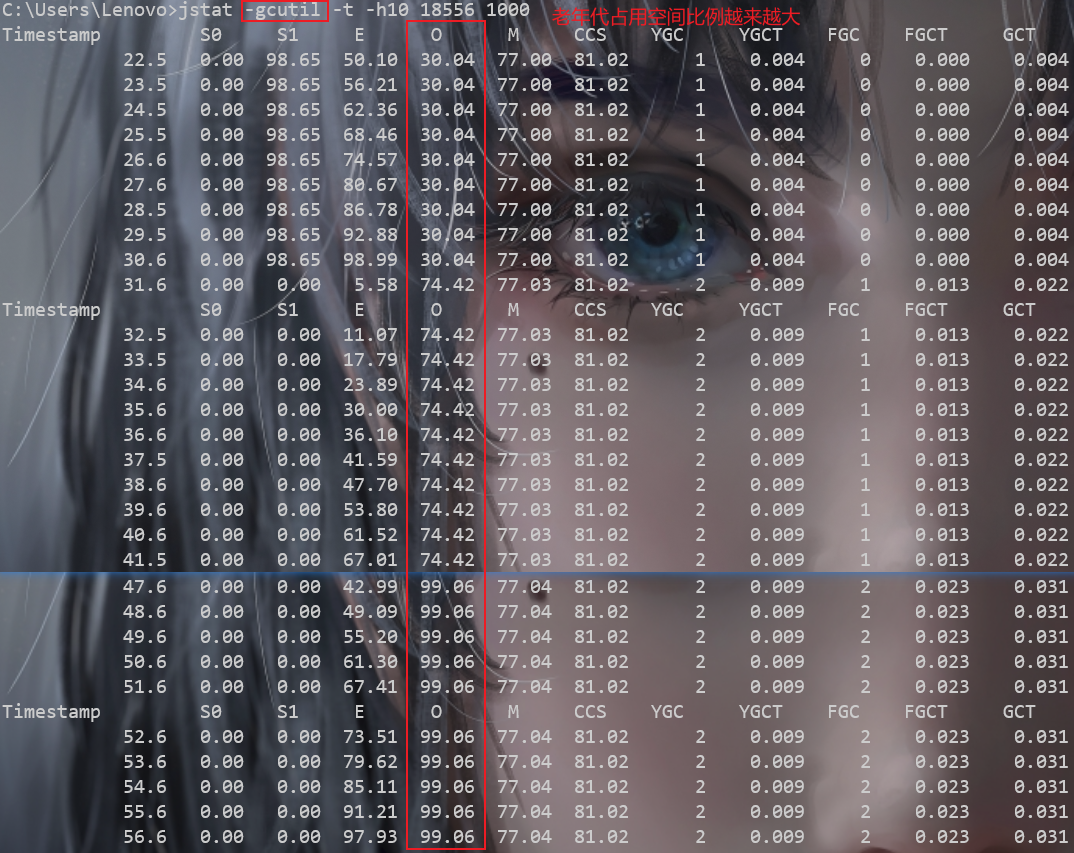 C:\Users\Lenovo>jstat -gcutil -t -h10 18556 1000 老年代占用空间比例越来越大
Timestamp S0 S1 E O M CCS YGC YGCT FGC FGCT GCT
22.5 0.00 98.65 50.10 30.04 77.00 81.02 1 0.004 0 0.000 0.004
23.5 0.00 98.65 56.21 30.04 77.00 81.02 1 0.004 0 0.000 0.004
24.5 0.00 98.65 62.36 30.04 77.00 81.02 1 0.004 0 0.000 0.004
25.5 0.00 98.65 68.46 30.04 77.00 81.02 1 0.004 0 0.000 0.004
26.6 0.00 98.65 74.57 30.04 77.00 81.02 1 0.004 0 0.000 0.004
27.6 0.00 98.65 80.67 30.04 77.00 81.02 1 0.004 0 0.000 0.004
28.5 0.00 98.65 86.78 30.04 77.00 81.02 1 0.004 0 0.000 0.004
29.5 0.00 98.65 92.88 30.04 77.00 81.02 1 0.004 0 0.000 0.004
30.6 0.00 98.65 98.99 30.04 77.00 81.02 1 0.004 0 0.000 0.004
31.6 0.00 0.00 5.58 74.42 77.03 81.02 2 0.009 1 0.013 0.022
Timestamp S0 S1 E O M CCS YGC YGCT FGC FGCT GCT
32.5 0.00 0.00 11.07 74.42 77.03 81.02 2 0.009 1 0.013 0.022
33.5 0.00 0.00 17.79 74.42 77.03 81.02 2 0.009 1 0.013 0.022
34.6 0.00 0.00 23.89 74.42 77.03 81.02 2 0.009 1 0.013 0.022
35.6 0.00 0.00 30.00 74.42 77.03 81.02 2 0.009 1 0.013 0.022
36.6 0.00 0.00 36.10 74.42 77.03 81.02 2 0.009 1 0.013 0.022
37.5 0.00 0.00 41.59 74.42 77.03 81.02 2 0.009 1 0.013 0.022
38.6 0.00 0.00 47.70 74.42 77.03 81.02 2 0.009 1 0.013 0.022
39.6 0.00 0.00 53.80 74.42 77.03 81.02 2 0.009 1 0.013 0.022
40.6 0.00 0.00 61.52 74.42 77.03 81.02 2 0.009 1 0.013 0.022
41.5 0.00 0.00 67.01 74.42 77.03 81.02 2 0.009 1 0.013 0.022
47.6 0.00 0.00 42.99 99.06 77.04 81.02 2 0.009 2 0.023 0.031
48.6 0.00 0.00 49.09 99.06 77.04 81.02 2 0.009 2 0.023 0.031
49.6 0.00 0.00 55.20 99.06 77.04 81.02 2 0.009 2 0.023 0.031
50.6 0.00 0.00 61.30 99.06 77.04 81.02 2 0.009 2 0.023 0.031
51.6 0.00 0.00 67.41 99.06 77.04 81.02 2 0.009 2 0.023 0.031
Timestamp S0 S1 E O M CCS YGC YGCT FGC FGCT GCT
52.6 0.00 0.00 73.51 99.06 77.04 81.02 2 0.009 2 0.023 0.031
53.6 0.00 0.00 79.62 99.06 77.04 81.02 2 0.009 2 0.023 0.031
54.6 0.00 0.00 85.11 99.06 77.04 81.02 2 0.009 2 0.023 0.031
55.6 0.00 0.00 91.21 99.06 77.04 81.02 2 0.009 2 0.023 0.031
56.6 0.00 0.00 97.93 99.06 77.04 81.02 2 0.009 2 0.023 0.031